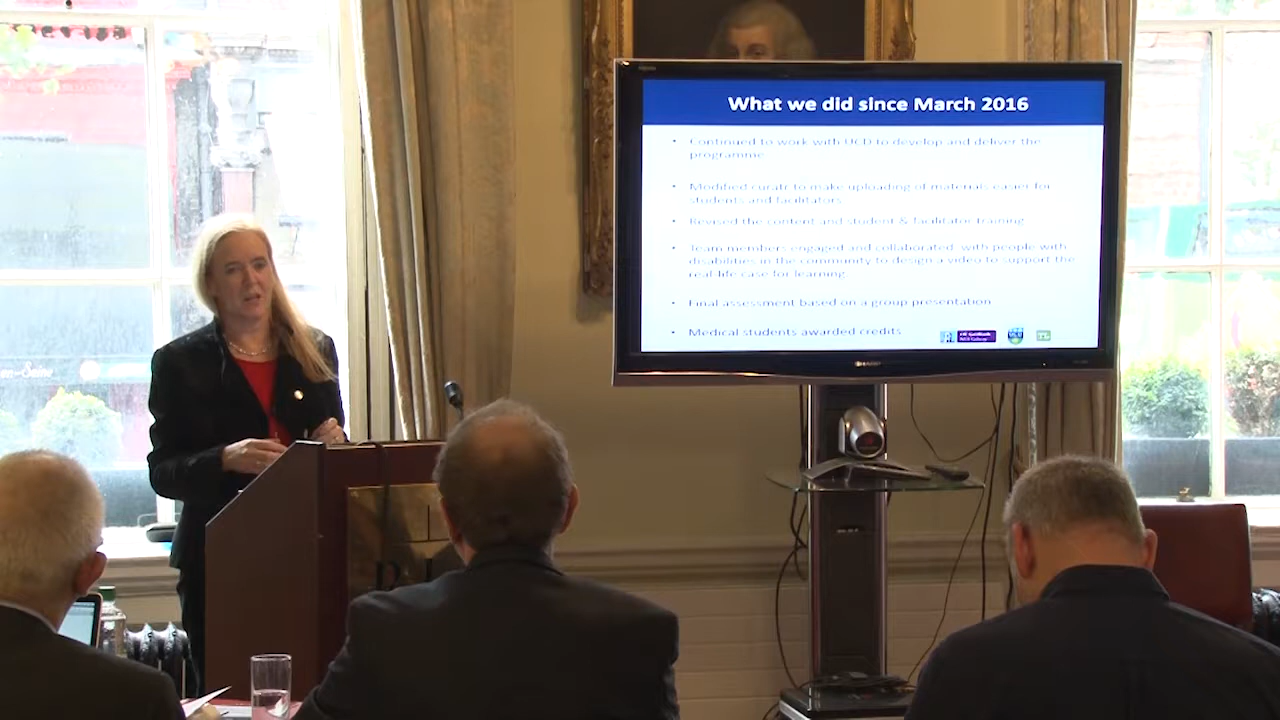 What we did since March 2016
• Continued to work with UCD to develop and deliver the
programme
• Modified curatr to make uploading of materials easier for
students and facilitators
• Revised the content and student & facilitator training
• Team members engaged and collaborated with people with
disabilities in the community to design a video to support the
real-life case for learning.
• Final assessment based on a group presentation
• Medical students awarded credits
SHARP